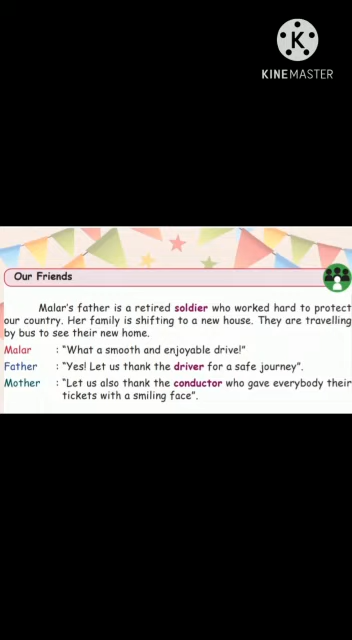 KINEMASTER
Our Friends
Malar's father is a retired soldier who worked hard to protect
our country. Her family is shifting to a new house. They are travelling
by bus to see their new home.
Malar : "What a smooth and enjoyable drive!"
Father : "Yes! Let us thank the driver for a safe journey".
Mother : "Let us also thank the conductor who gave everybody their
tickets with a smiling face".